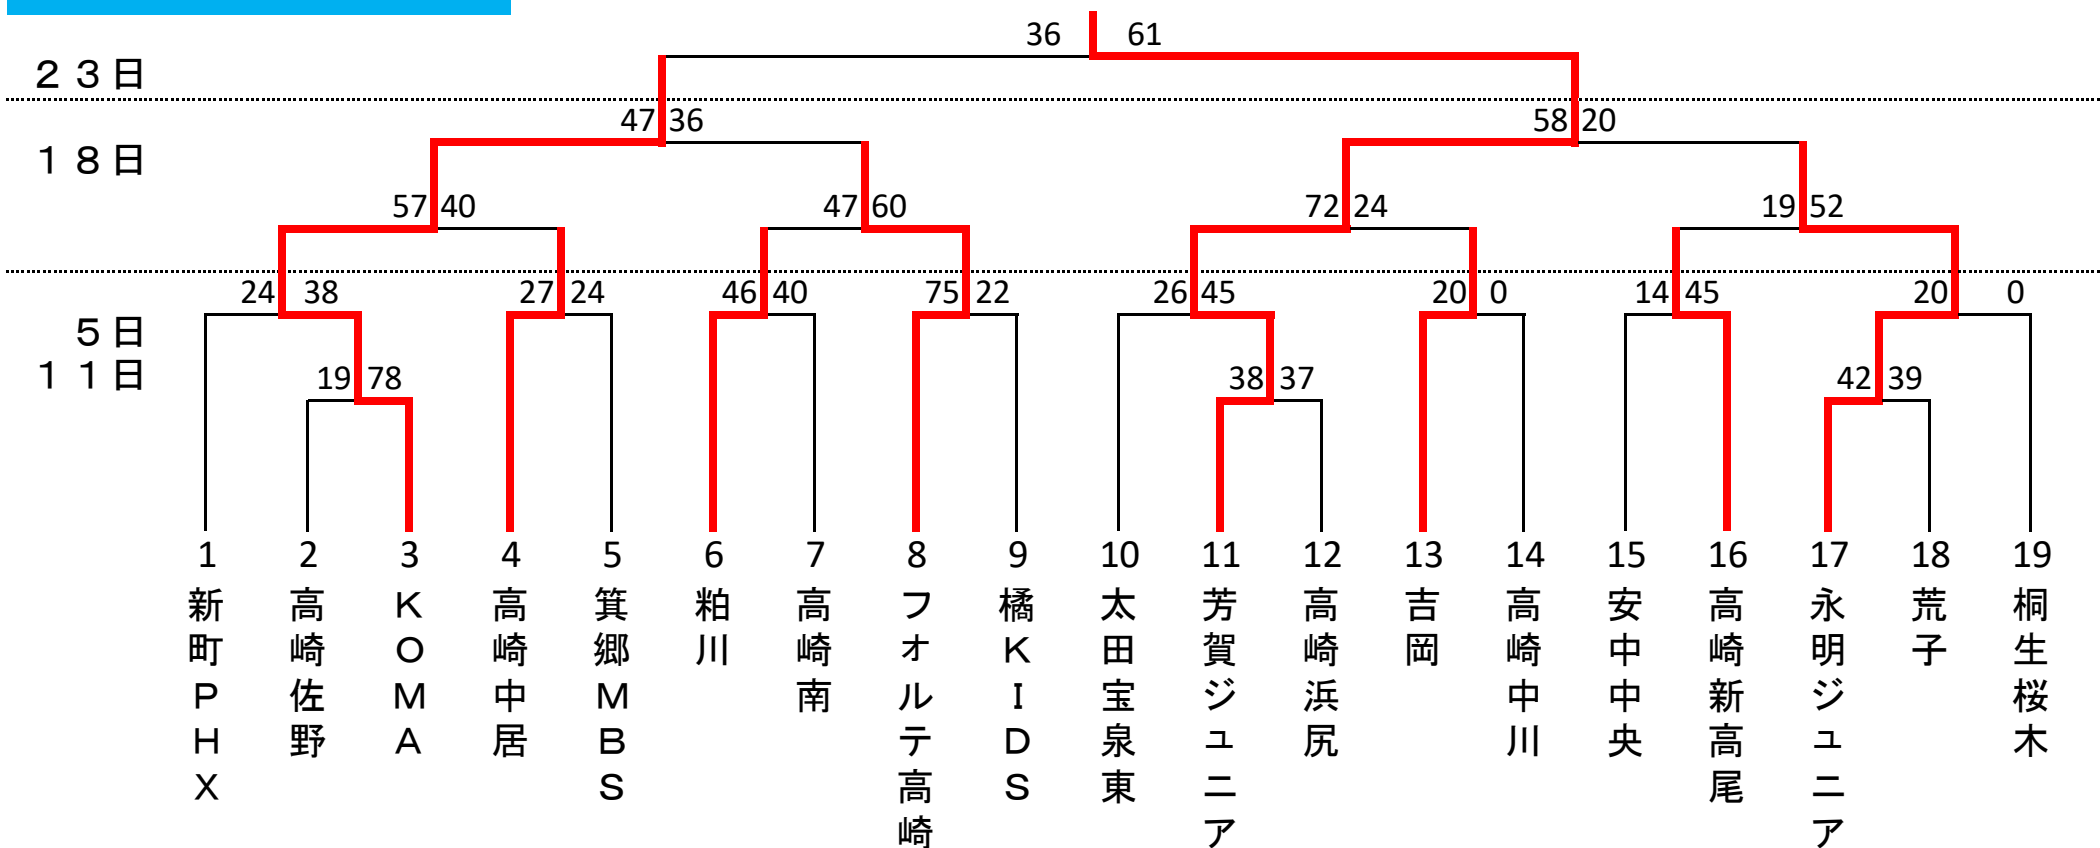 36 61
２３日
47 36 58 20
１８日
57 40 47 60 72 24 19 52
24 38 27 24 46 40 75 22 26 45 20 0 14 45 20 0
５日
１１日
19 78 38 37 42 39
1 2 3 4 5 6 7 8 9 10 11 12 13 14 15 16 17 18 19
新町ＰＨＸ
高崎佐野
ＫＯＭＡ
高崎中居
箕郷ＭＢＳ
粕川
高崎南
フォルテ高崎
橘ＫＩＤＳ
太田宝泉東
芳賀ジュニア
高崎浜尻
吉岡
高崎中川
安中中央
高崎新高尾
永明ジュニア
荒子
桐生桜木